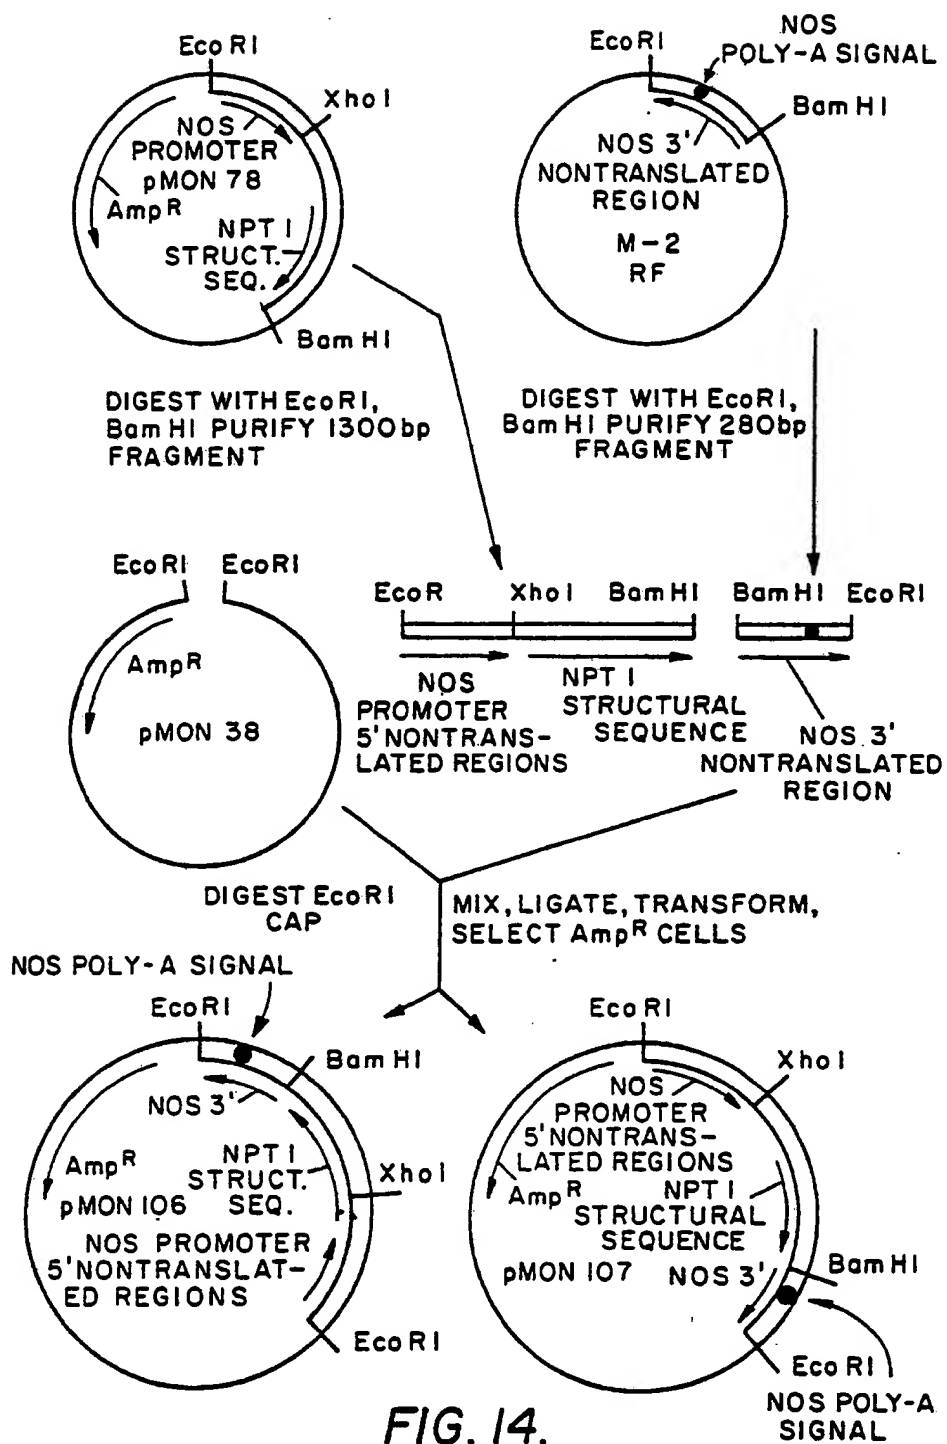 EcoRI
XhoI
NOS
PROMOTER
pMON 78
AmpR
NPT I
STRUCT.
SEQ.
BamHI
NOS
POLY-A SIGNAL
EcoRI
BamHI
NOS 3'
NONTRANSLATED
REGION
M-2
RF
DIGEST WITH EcoRI,
BamHI PURIFY 1300bp
FRAGMENT
DIGEST WITH EcoRI,
BamHI PURIFY 280bp
FRAGMENT
EcoRI EcoRI
AmpR
pMON 38
EcoR XhoI BamHI BamHI EcoRI
NOS
PROMOTER
5'NONTRANS-
LATED REGIONS
NPT I
STRUCTURAL
SEQUENCE
NOS 3'
NONTRANSLATED
REGION
DIGEST EcoRI
CAP
MIX, LIGATE, TRANSFORM,
SELECT AmpR CELLS
NOS POLY-A SIGNAL
EcoRI
BamHI
NOS 3'
AmpR
pMON 106
NPT I
STRUCT.
SEQ.
XhoI
NOS PROMOTER
5'NONTRANSLAT-
ED REGIONS
EcoRI
EcoRI
XhoI
NOS
PROMOTER
5'NONTRANS-
LATED REGIONS
AmpR
NPT I
STRUCTURAL
SEQUENCE
pMON 107
NOS 3'
BamHI
EcoRI
NOS POLY-A
SIGNAL
FIG. 14.